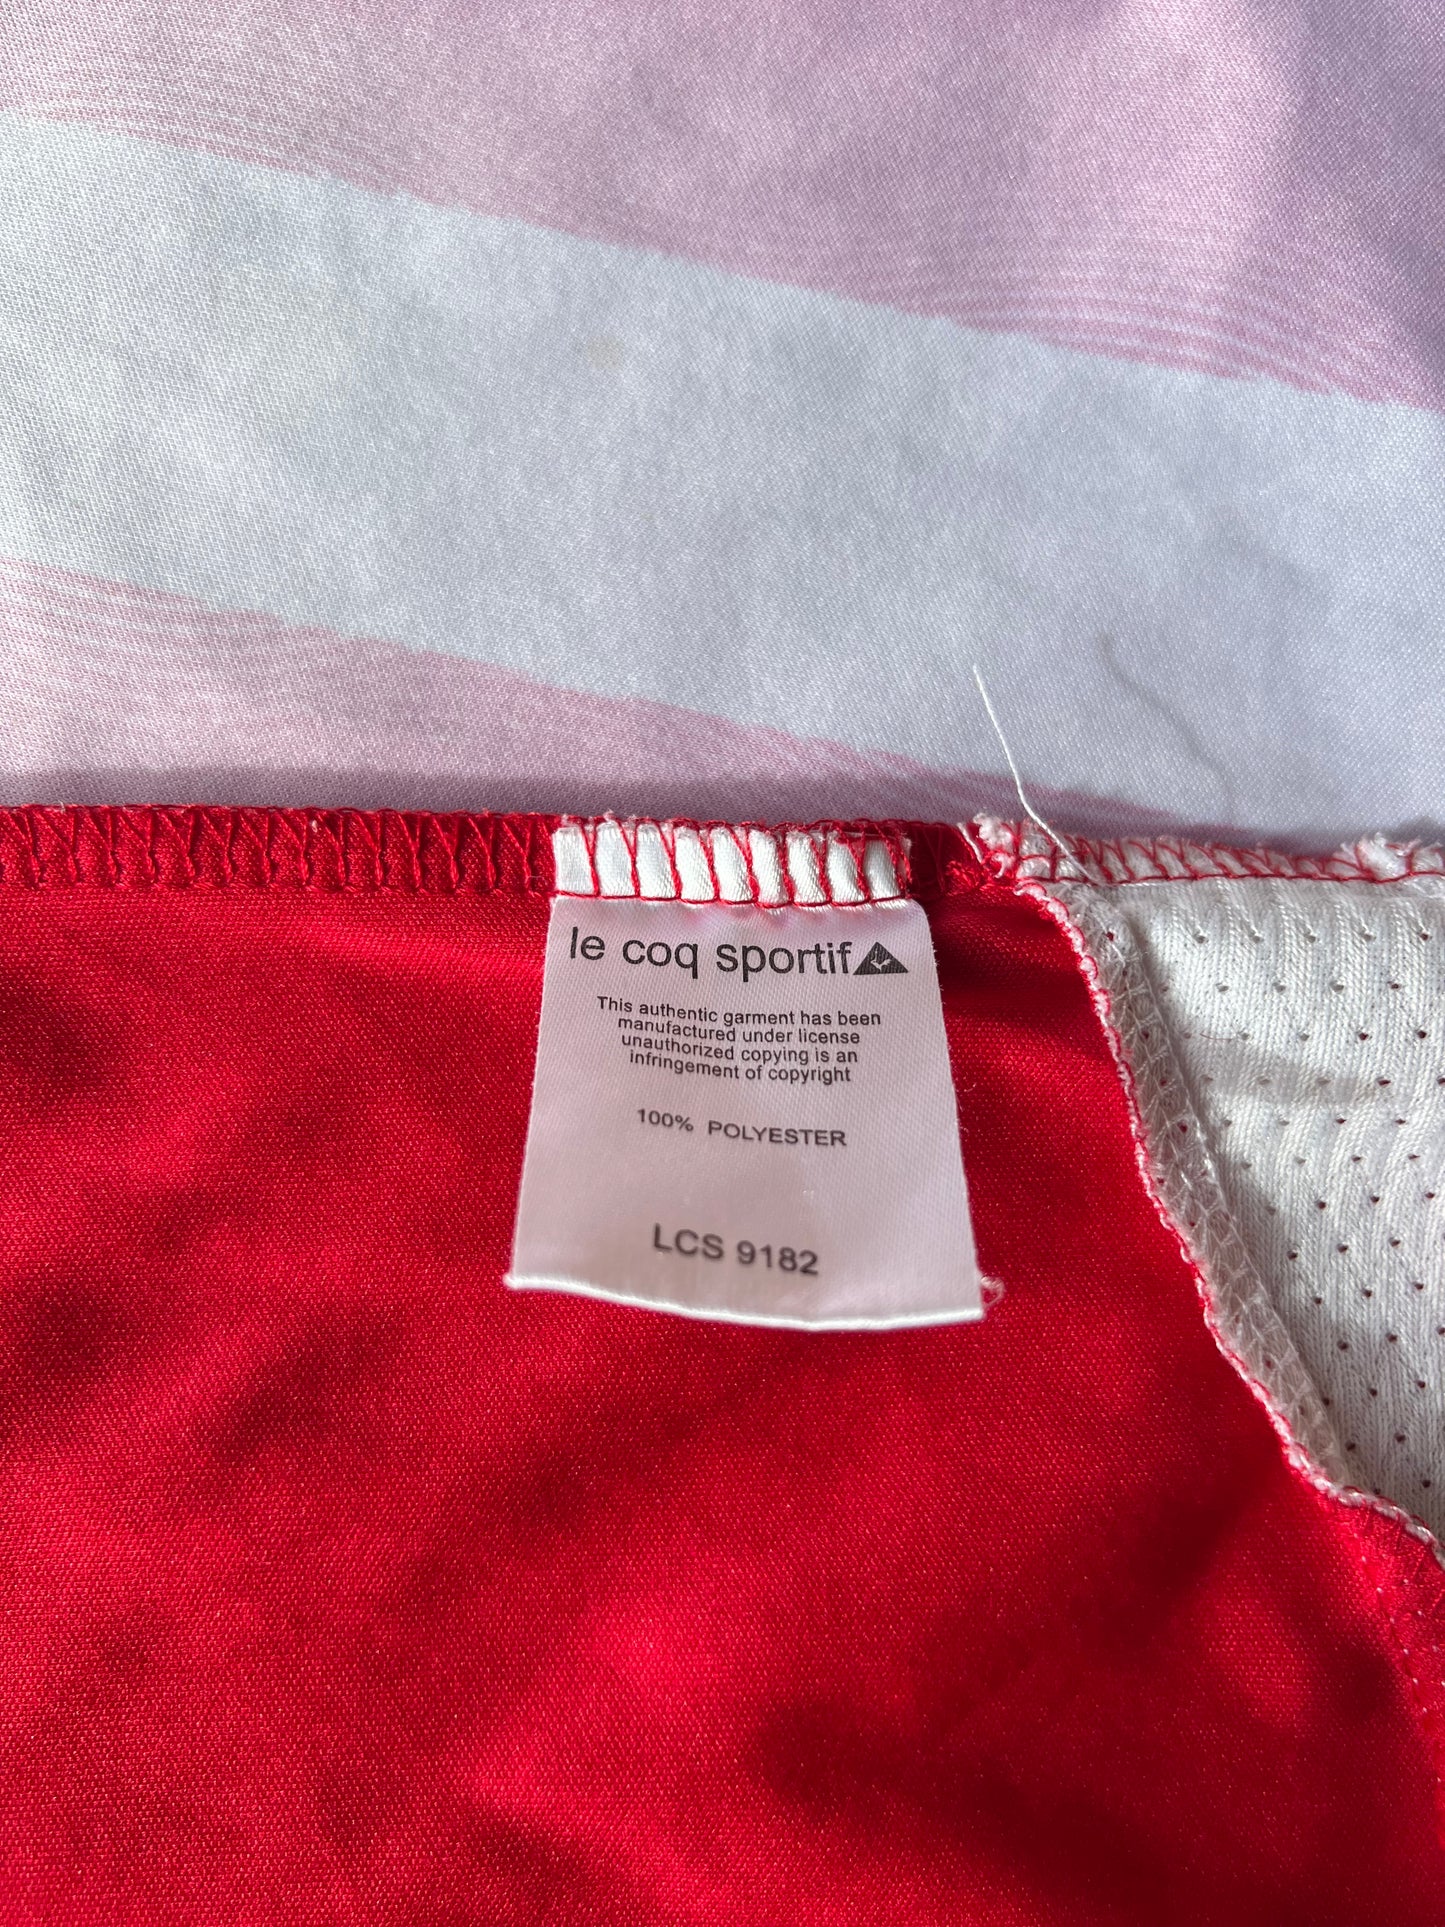 le coq sportif
This authentic garment has been
manufactured under license
unauthorized copying is an
infringement of copyright
100% POLYESTER
LCS 9182